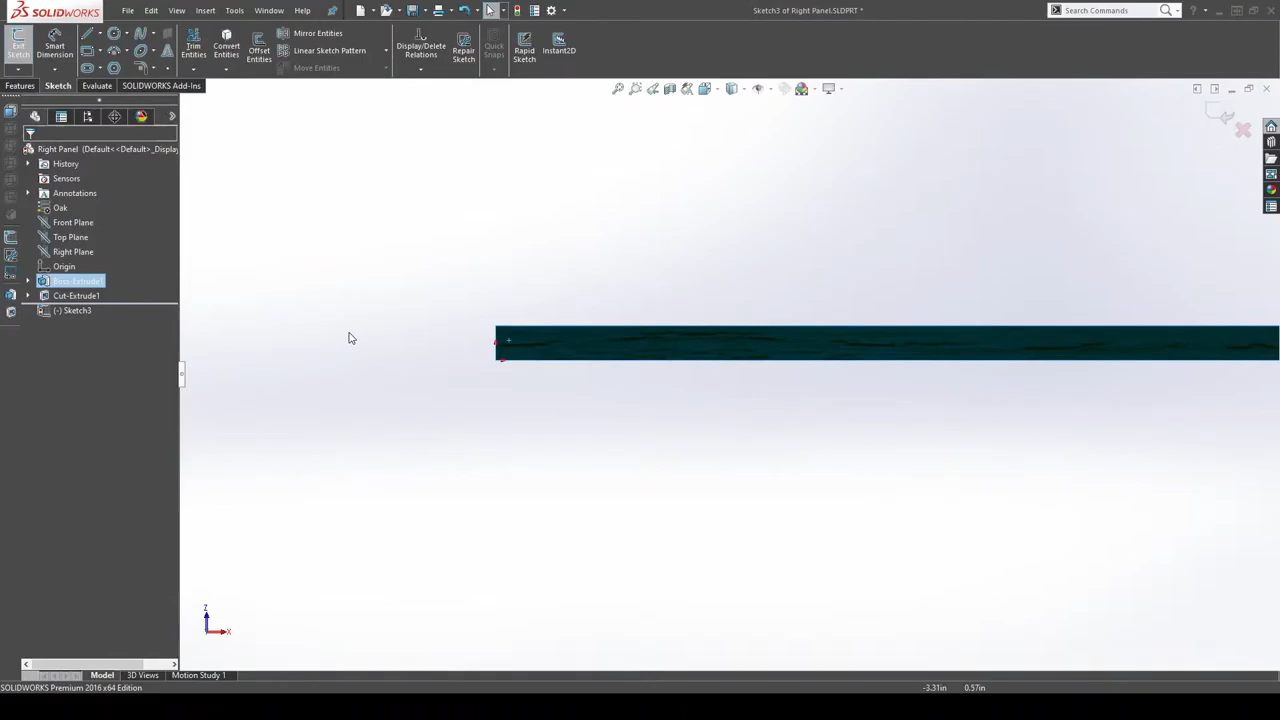 SOLIDWORKS
File Edit View Insert Tools Window Help
Sketch3 of Right Panel.SLDPRT *
Search Commands
Exit Sketch
Smart Dimension
Trim Entities
Convert Entities
Offset Entities
Mirror Entities
Linear Sketch Pattern
Move Entities
Display/Delete Relations
Repair Sketch
Quick Snaps
Rapid Sketch
Instant2D
Features Sketch Evaluate SOLIDWORKS Add-Ins
Right Panel (Default<<Default>_Display
History
Sensors
Annotations
Oak
Front Plane
Top Plane
Right Plane
Origin
Boss-Extrude1
Cut-Extrude1
(-) Sketch3
Z
X
Model 3D Views Motion Study 1
SOLIDWORKS Premium 2016 x64 Edition
-3.31in 0.57in